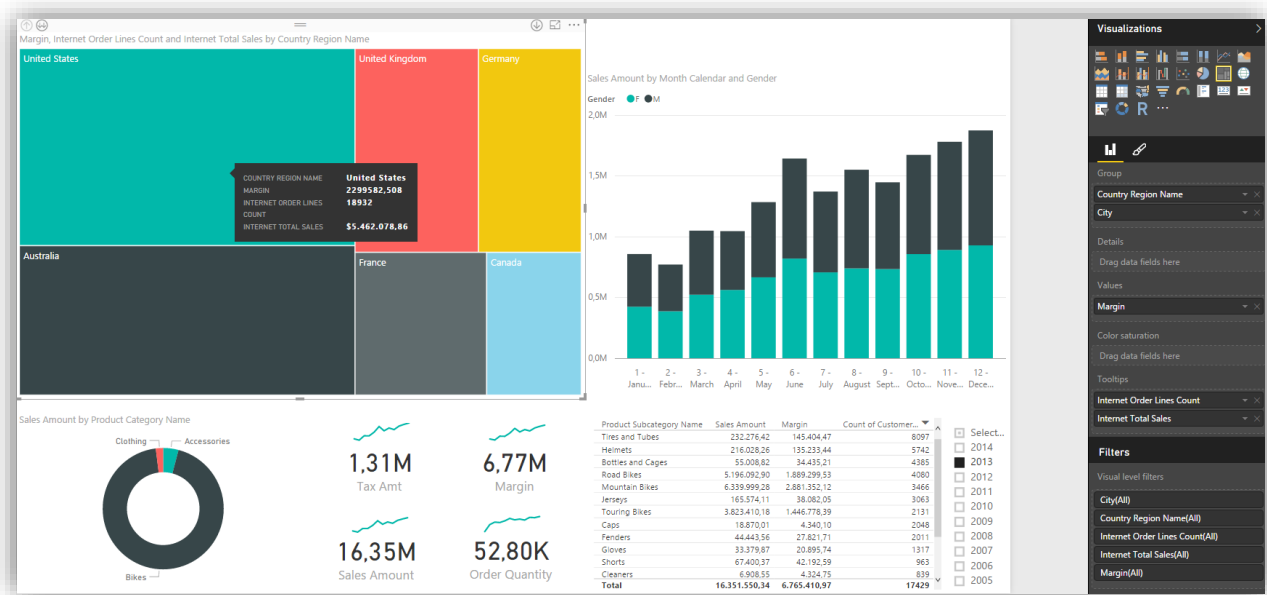 Margin, Internet Order Lines Count and Internet Total Sales by Country Region Name
United States
United Kingdom
Germany
COUNTRY REGION NAME United States
MARGIN 2299582,508
INTERNET ORDER LINES 18932
COUNT
INTERNET TOTAL SALES $5.462.078,86
Australia
France
Canada
Sales Amount by Month Calendar and Gender
Gender F M
2,0M
1,5M
1,0M
0,5M
0,0M
1 - 2 - 3 - 4 - 5 - 6 - 7 - 8 - 9 - 10 - 11 - 12 -
Janu... Febr... March April May June July August Sept... Octo... Nove... Dece...
Sales Amount by Product Category Name
Clothing
Accessories
Bikes
1,31M
Tax Amt
6,77M
Margin
16,35M
Sales Amount
52,80K
Order Quantity
Product Subcategory Name Sales Amount Margin Count of Customer...
Tires and Tubes 232.276,42 145.404,47 8097
Helmets 216.028,26 135.233,44 5742
Bottles and Cages 55.008,82 34.435,21 4385
Road Bikes 5.196.092,90 1.889.299,53 4080
Mountain Bikes 6.339.999,28 2.881.352,12 3466
Jerseys 165.574,11 38.082,05 3063
Touring Bikes 3.823.410,18 1.446.778,39 2131
Caps 18.870,01 4.340,10 2048
Fenders 44.443,56 27.821,71 2011
Gloves 33.379,87 20.895,74 1317
Shorts 67.400,37 42.192,59 963
Cleaners 6.908,55 4.324,75 839
Total 16.351.550,34 6.765.410,97 17429
Select...
2014
2013
2012
2011
2010
2009
2008
2007
2006
2005
Visualizations
R
Group
Country Region Name
City
Details
Drag data fields here
Values
Margin
Color saturation
Drag data fields here
Tooltips
Internet Order Lines Count
Internet Total Sales
Filters
Visual level filters
City(All)
Country Region Name(All)
Internet Order Lines Count(All)
Internet Total Sales(All)
Margin(All)